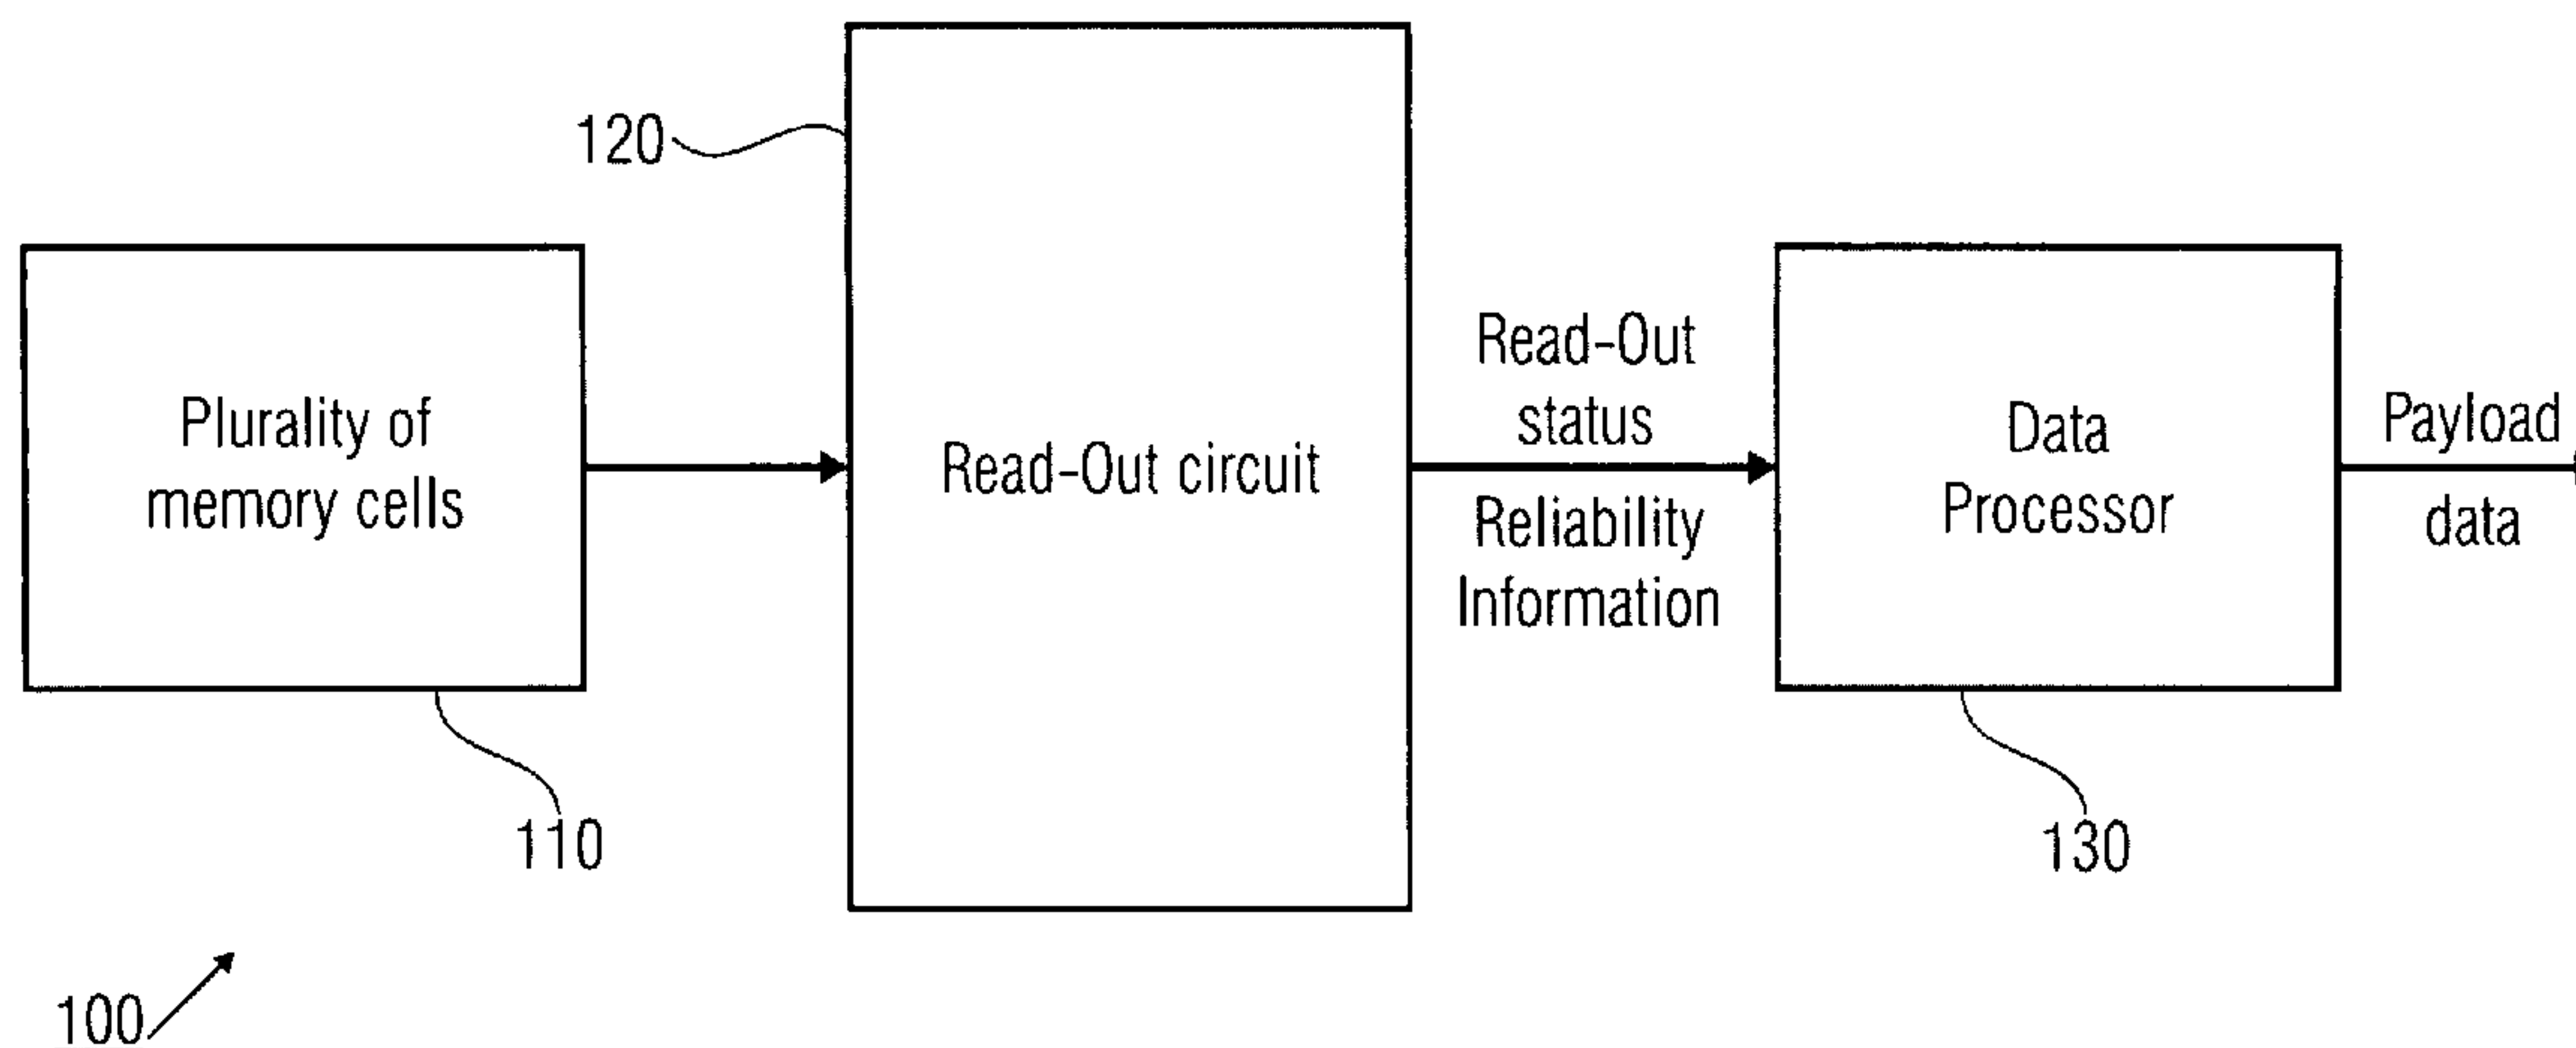 120
Plurality of
memory cells
110
Read-Out circuit
Read-Out
status
Reliability
Information
Data
Processor
130
Payload
data
100